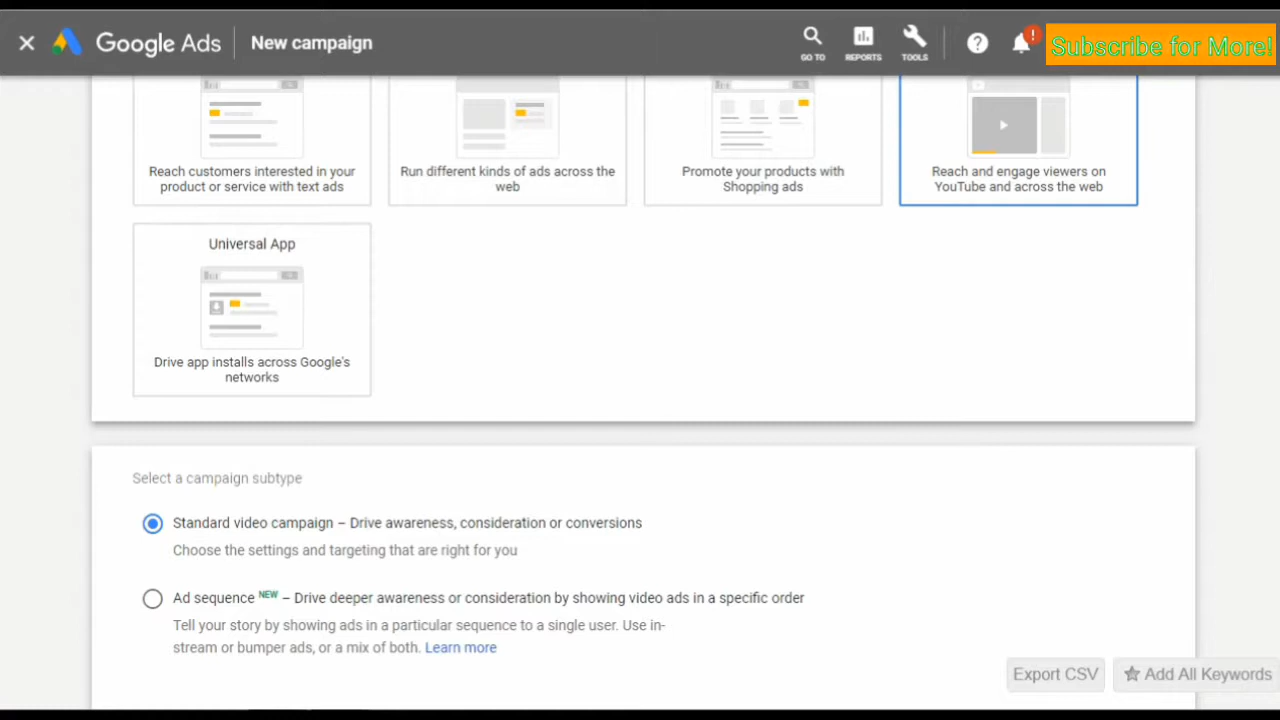 Google Ads
New campaign
GO TO
REPORTS
TOOLS
?
!
Subscribe for More!
Reach customers interested in your
product or service with text ads
Run different kinds of ads across the
web
Promote your products with
Shopping ads
Reach and engage viewers on
YouTube and across the web
Universal App
Drive app installs across Google's
networks
Select a campaign subtype
Standard video campaign – Drive awareness, consideration or conversions
Choose the settings and targeting that are right for you
Ad sequence NEW – Drive deeper awareness or consideration by showing video ads in a specific order
Tell your story by showing ads in a particular sequence to a single user. Use in-
stream or bumper ads, or a mix of both. Learn more
Export CSV
Add All Keywords